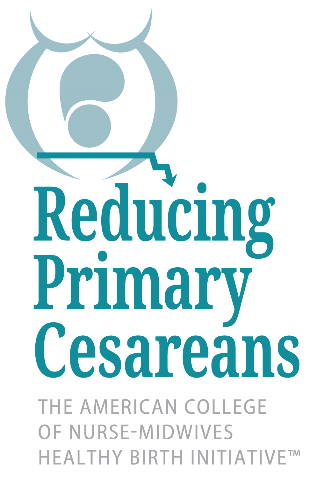 Reducing
Primary
Cesareans
THE AMERICAN COLLEGE
OF NURSE-MIDWIVES
HEALTHY BIRTH INITIATIVE™